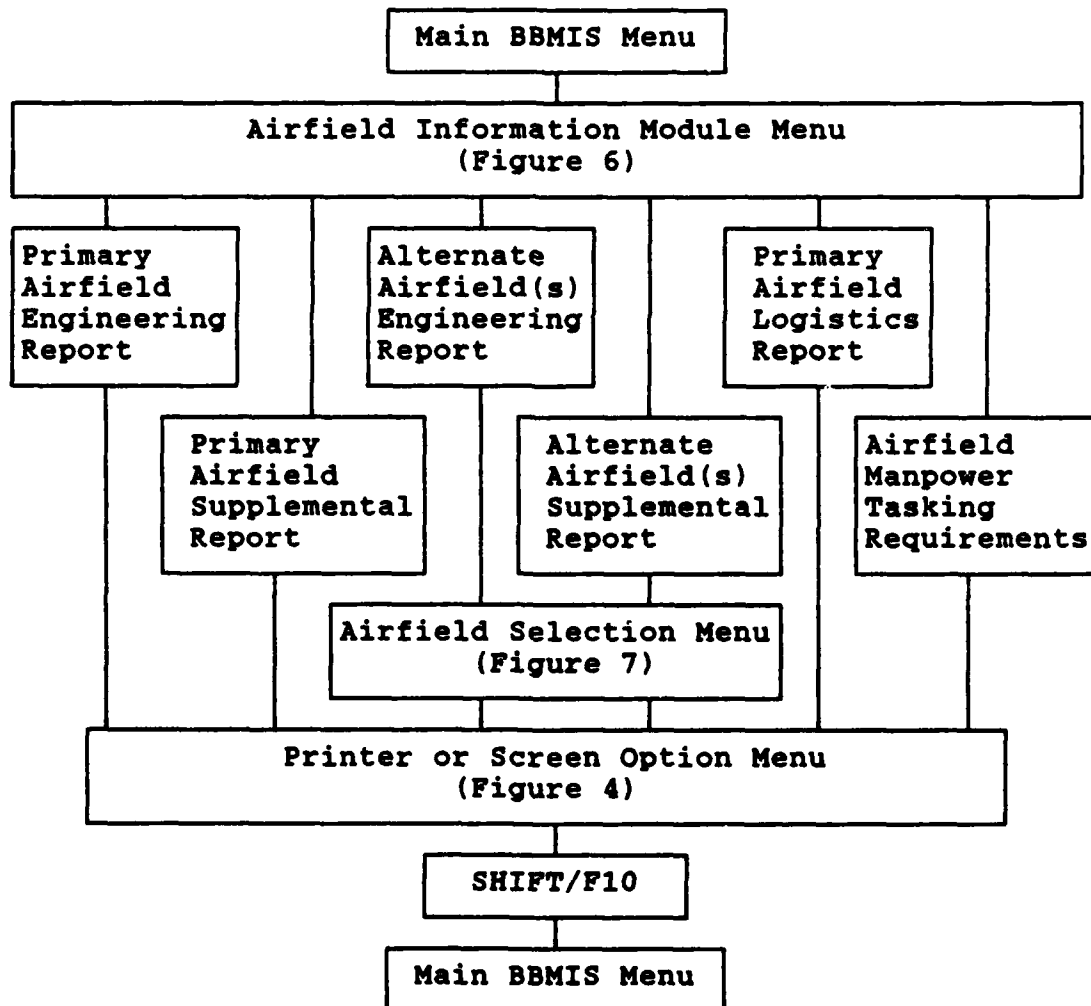 Main BBMIS Menu
Airfield Information Module Menu
(Figure 6)
Primary
Airfield
Engineering
Report
Alternate
Airfield(s)
Engineering
Report
Primary
Airfield
Logistics
Report
Primary
Airfield
Supplemental
Report
Alternate
Airfield(s)
Supplemental
Report
Airfield
Manpower
Tasking
Requirements
Airfield Selection Menu
(Figure 7)
Printer or Screen Option Menu
(Figure 4)
SHIFT/F10
Main BBMIS Menu